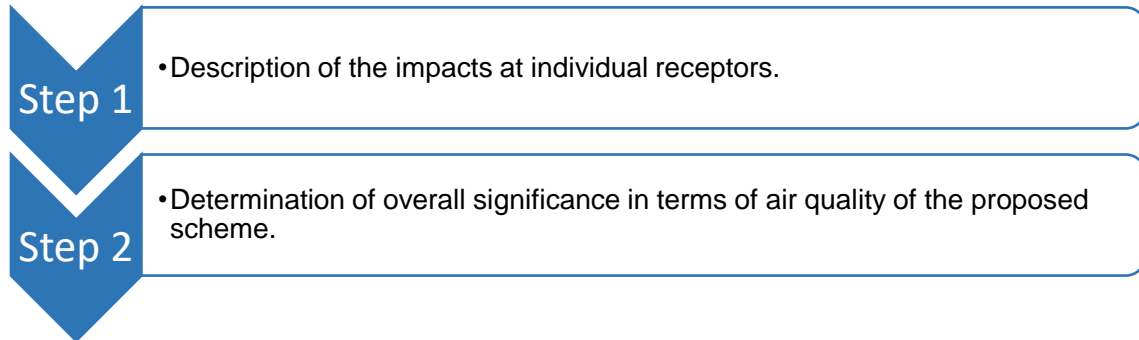 Step 1
•Description of the impacts at individual receptors.
Step 2
•Determination of overall significance in terms of air quality of the proposed
scheme.